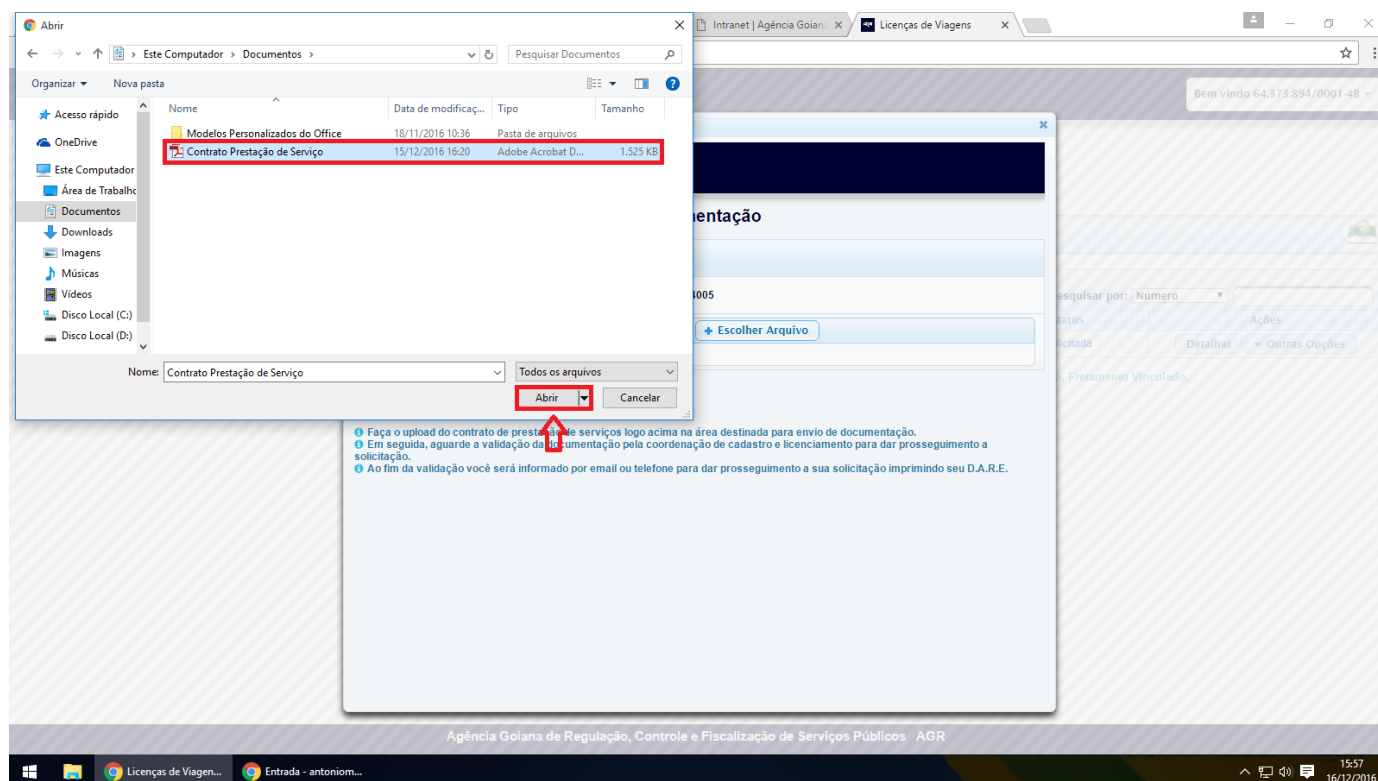 Abrir
Intranet | Agência Goian
Licenças de Viagens
Este Computador > Documentos >
Pesquisar Documentos
Organizar
Nova pasta
Bem vindo 64.373.894/0001-48
Acesso rápido
OneDrive
Este Computador
Área de Trabalho
Documentos
Downloads
Imagens
Músicas
Vídeos
Disco Local (C:)
Disco Local (D:)
Nome Data de modificaç... Tipo Tamanho
Modelos Personalizados do Office 18/11/2016 10:36 Pasta de arquivos
Contrato Prestação de Serviço 15/12/2016 16:20 Adobe Acrobat D... 1.525 KB
Nome: Contrato Prestação de Serviço
Todos os arquivos
Abrir
Cancelar
entação
005
+ Escolher Arquivo
esquisar por: Número
tatus Ações
icitada Detalhar Outras Opções
o, Fretamento Vinculado.
Faça o upload do contrato de prestação de serviços logo acima na área destinada para envio de documentação.
Em seguida, aguarde a validação da documentação pela coordenação de cadastro e licenciamento para dar prosseguimento a
solicitação.
Ao fim da validação você será informado por email ou telefone para dar prosseguimento a sua solicitação imprimindo seu D.A.R.E.
Agência Goiana de Regulação, Controle e Fiscalização de Serviços Públicos AGR
Licenças de Viagen...
Entrada - antoniom...
15:57
16/12/2016